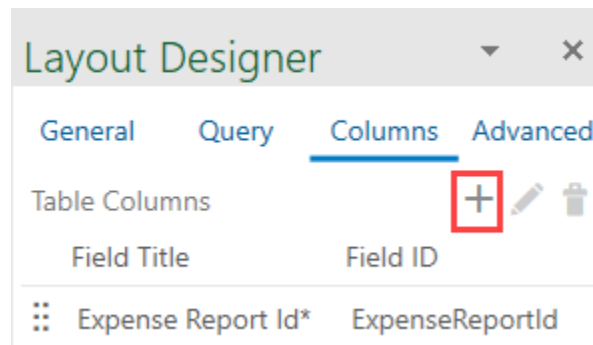 Layout Designer
General Query Columns Advanced
Table Columns
Field Title Field ID
Expense Report Id* ExpenseReportId